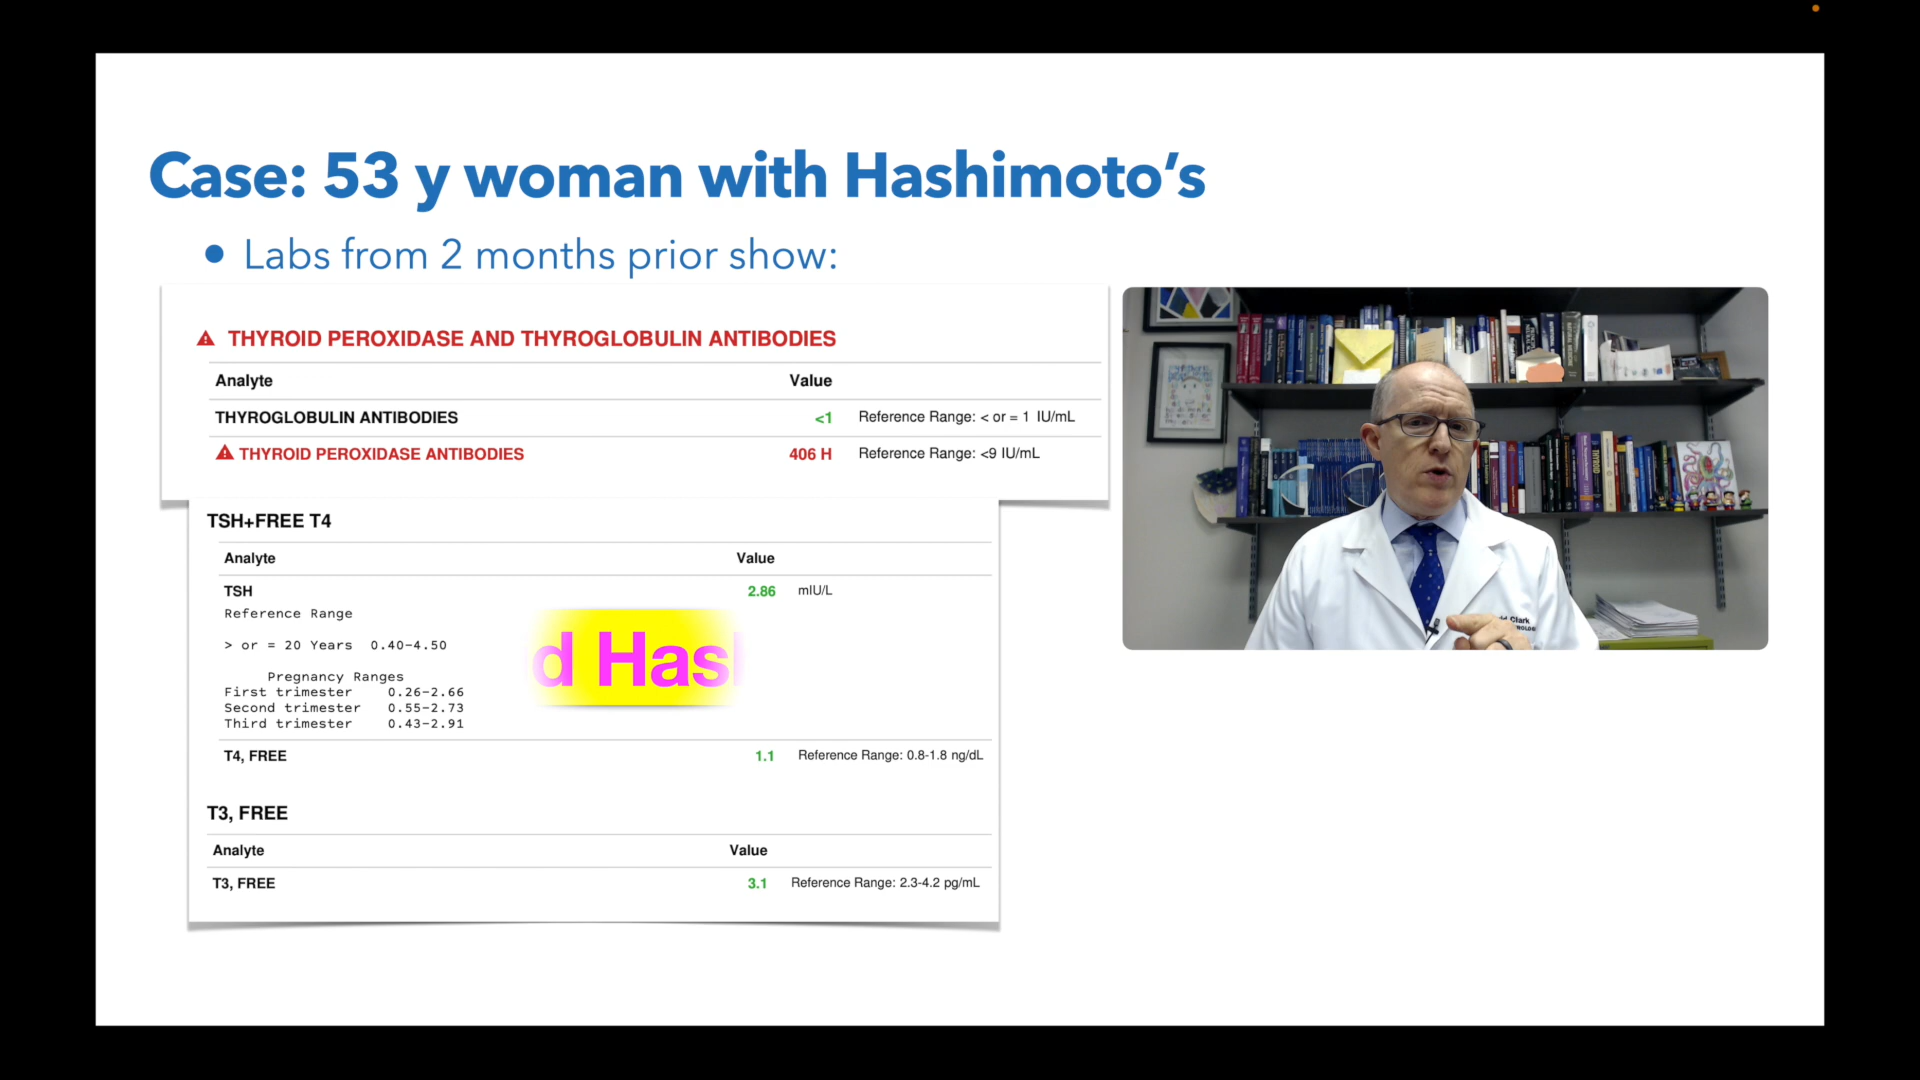 Case: 53 y woman with Hashimoto's
• Labs from 2 months prior show:
THYROID PEROXIDASE AND THYROGLOBULIN ANTIBODIES
Analyte Value
THYROGLOBULIN ANTIBODIES <1 Reference Range: < or = 1 IU/mL
THYROID PEROXIDASE ANTIBODIES 406 H Reference Range: <9 IU/mL
TSH+FREE T4
Analyte Value
TSH 2.86 mIU/L
Reference Range
> or = 20 Years 0.40-4.50
Pregnancy Ranges
First trimester 0.26-2.66
Second trimester 0.55-2.73
Third trimester 0.43-2.91
d Has
T4, FREE 1.1 Reference Range: 0.8-1.8 ng/dL
T3, FREE
Analyte Value
T3, FREE 3.1 Reference Range: 2.3-4.2 pg/mL
Clark